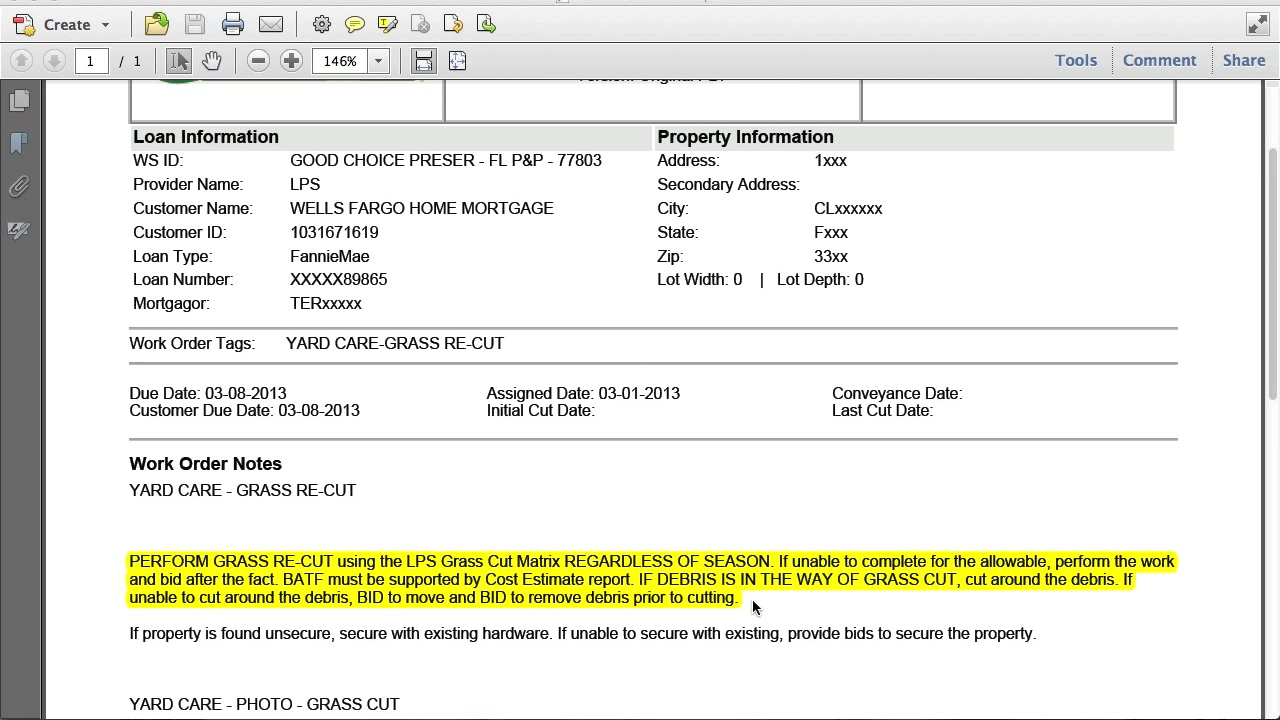 Create
1 / 1
146%
Tools Comment Share
Loan Information Property Information
WS ID: GOOD CHOICE PRESER - FL P&P - 77803 Address: 1xxx
Provider Name: LPS Secondary Address:
Customer Name: WELLS FARGO HOME MORTGAGE City: CLxxxxxx
Customer ID: 1031671619 State: Fxxx
Loan Type: FannieMae Zip: 33xx
Loan Number: XXXXX89865 Lot Width: 0 | Lot Depth: 0
Mortgagor: TERxxxxx
Work Order Tags: YARD CARE-GRASS RE-CUT
Due Date: 03-08-2013 Assigned Date: 03-01-2013 Conveyance Date:
Customer Due Date: 03-08-2013 Initial Cut Date: Last Cut Date:
Work Order Notes
YARD CARE - GRASS RE-CUT
PERFORM GRASS RE-CUT using the LPS Grass Cut Matrix REGARDLESS OF SEASON. If unable to complete for the allowable, perform the work
and bid after the fact. BATF must be supported by Cost Estimate report. IF DEBRIS IS IN THE WAY OF GRASS CUT, cut around the debris. If
unable to cut around the debris, BID to move and BID to remove debris prior to cutting.
If property is found unsecure, secure with existing hardware. If unable to secure with existing, provide bids to secure the property.
YARD CARE - PHOTO - GRASS CUT